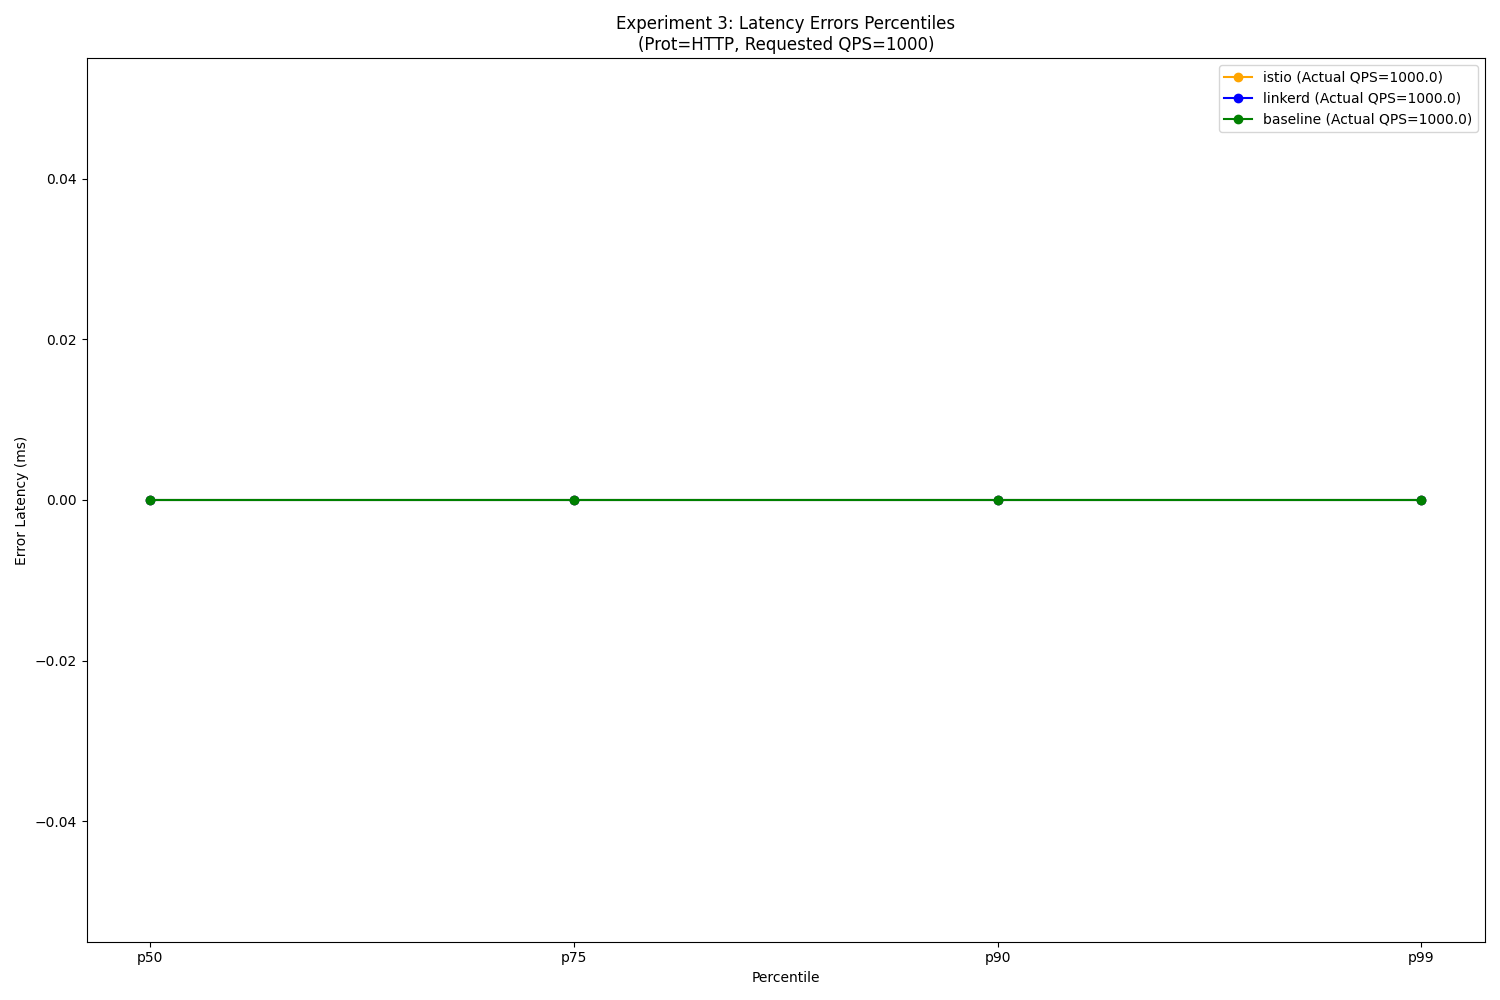 Experiment 3: Latency Errors Percentiles
(Prot=HTTP, Requested QPS=1000)
istio (Actual QPS=1000.0)
linkerd (Actual QPS=1000.0)
baseline (Actual QPS=1000.0)
0.04
0.02
0.00
−0.02
−0.04
Error Latency (ms)
p50
p75
p90
p99
Percentile